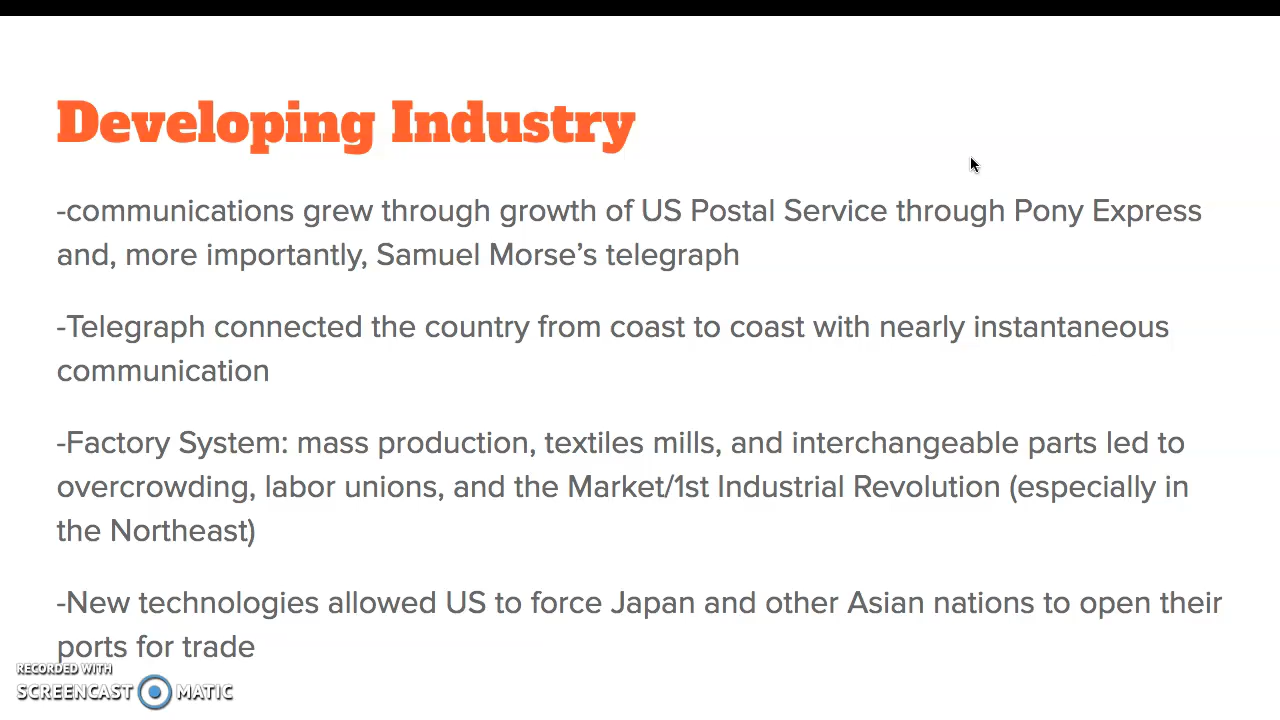 Developing Industry
-communications grew through growth of US Postal Service through Pony Express
and, more importantly, Samuel Morse’s telegraph
-Telegraph connected the country from coast to coast with nearly instantaneous
communication
-Factory System: mass production, textiles mills, and interchangeable parts led to
overcrowding, labor unions, and the Market/1st Industrial Revolution (especially in
the Northeast)
-New technologies allowed US to force Japan and other Asian nations to open their
ports for trade
RECORDED WITH
SCREENCAST MATIC